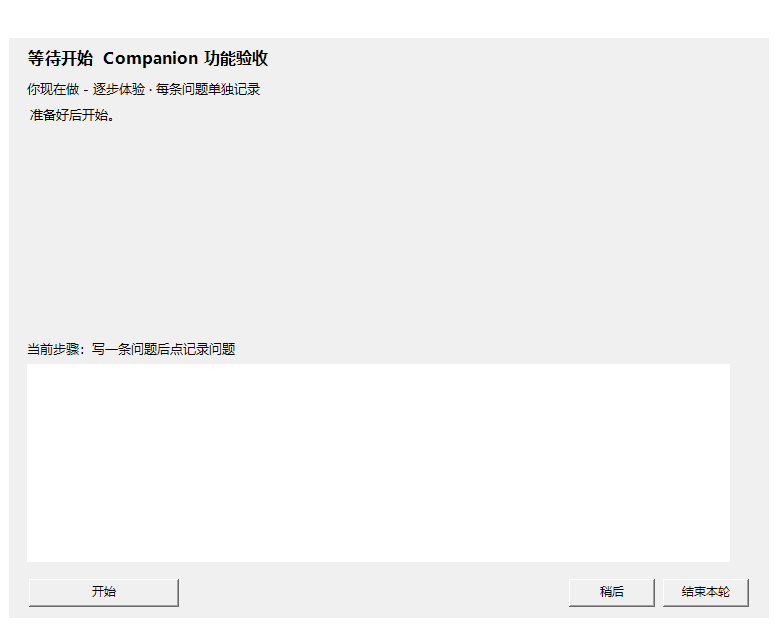 等待开始 Companion 功能验收
你现在做 - 逐步体验 · 每条问题单独记录
准备好后开始。
当前步骤：写一条问题后点记录问题
开始 稍后 结束本轮